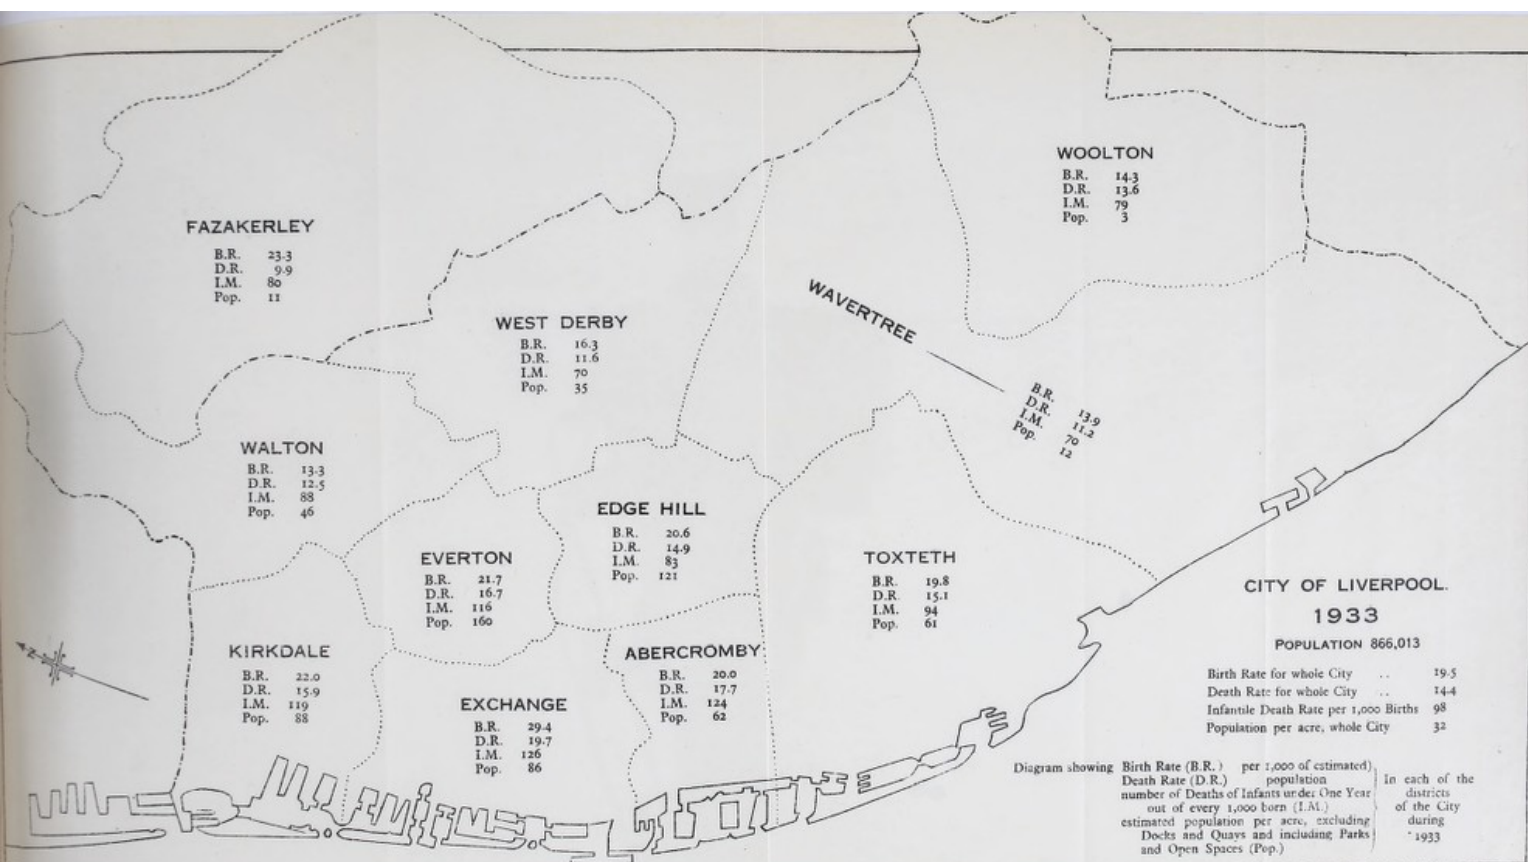 WOOLTON
B.R. 14.3
D.R. 13.6
I.M. 79
Pop. 3
FAZAKERLEY
B.R. 23.3
D.R. 9.9
I.M. 80
Pop. 11
WAVERTREE
B.R. 13.9
D.R. 11.2
I.M. 70
Pop. 12
WEST DERBY
B.R. 16.3
D.R. 11.6
I.M. 70
Pop. 35
WALTON
B.R. 13.3
D.R. 12.5
I.M. 88
Pop. 46
EDGE HILL
B.R. 20.6
D.R. 14.9
I.M. 83
Pop. 121
EVERTON
B.R. 21.7
D.R. 16.7
I.M. 116
Pop. 160
TOXTETH
B.R. 19.8
D.R. 15.1
I.M. 94
Pop. 61
KIRKDALE
B.R. 22.0
D.R. 15.9
I.M. 119
Pop. 88
ABERCROMBY
B.R. 20.0
D.R. 17.7
I.M. 124
Pop. 62
EXCHANGE
B.R. 29.4
D.R. 19.7
I.M. 126
Pop. 86
N
CITY OF LIVERPOOL.
1933
POPULATION 866,013
Birth Rate for whole City .. 19.5
Death Rate for whole City .. 14.4
Infantile Death Rate per 1,000 Births 98
Population per acre, whole City 32
Diagram showing Birth Rate (B.R.) per 1,000 of estimated
Death Rate (D.R.) population
number of Deaths of Infants under One Year
out of every 1,000 born (I.M.)
estimated population per acre, excluding
Docks and Quays and including Parks
and Open Spaces (Pop.)
In each of the
districts
of the City
during
1933